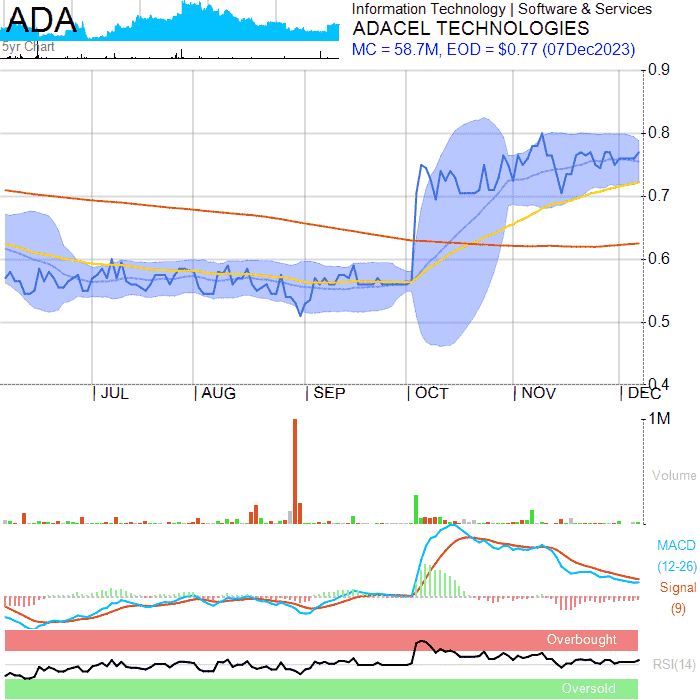 ADA
5yr Chart
Information Technology | Software & Services
ADACEL TECHNOLOGIES
MC = 58.7M, EOD = $0.77 (07Dec2023)
0.9
0.8
0.7
0.6
0.5
0.4
JUL AUG SEP OCT NOV DEC
1M
Volume
MACD
(12-26)
Signal
(9)
Overbought
RSI(14)
Oversold